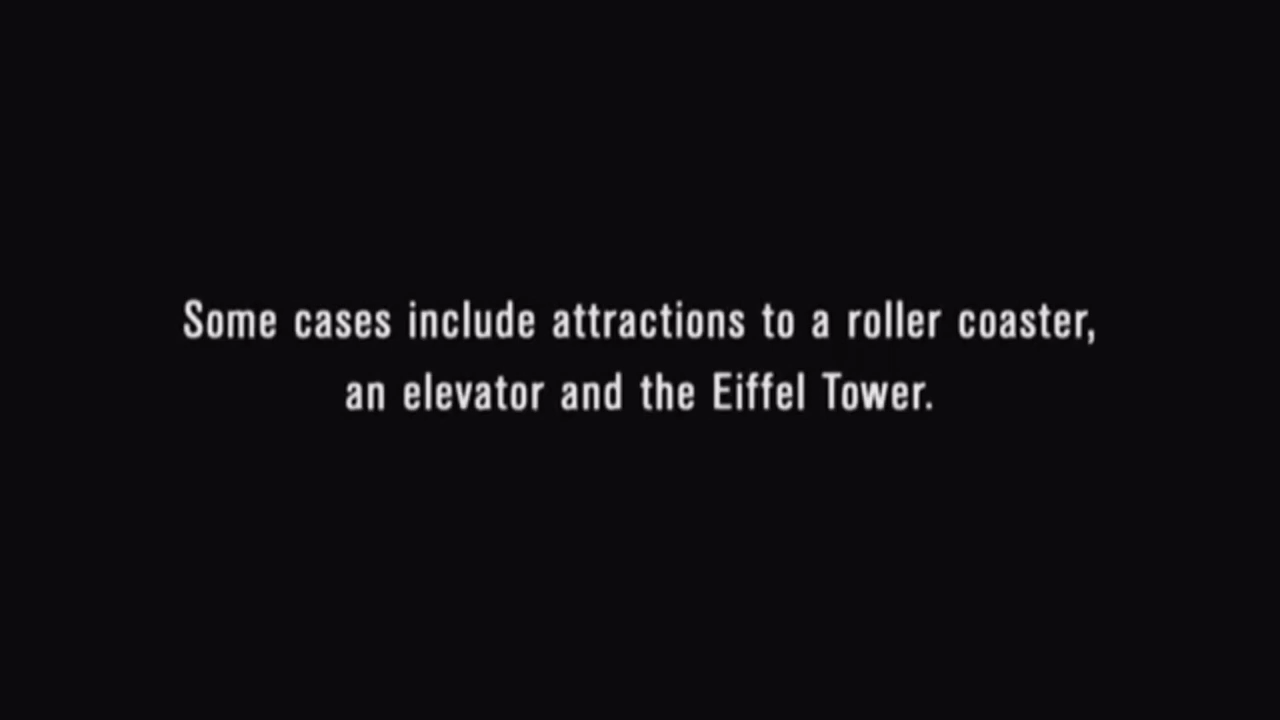 Some cases include attractions to a roller coaster,
an elevator and the Eiffel Tower.